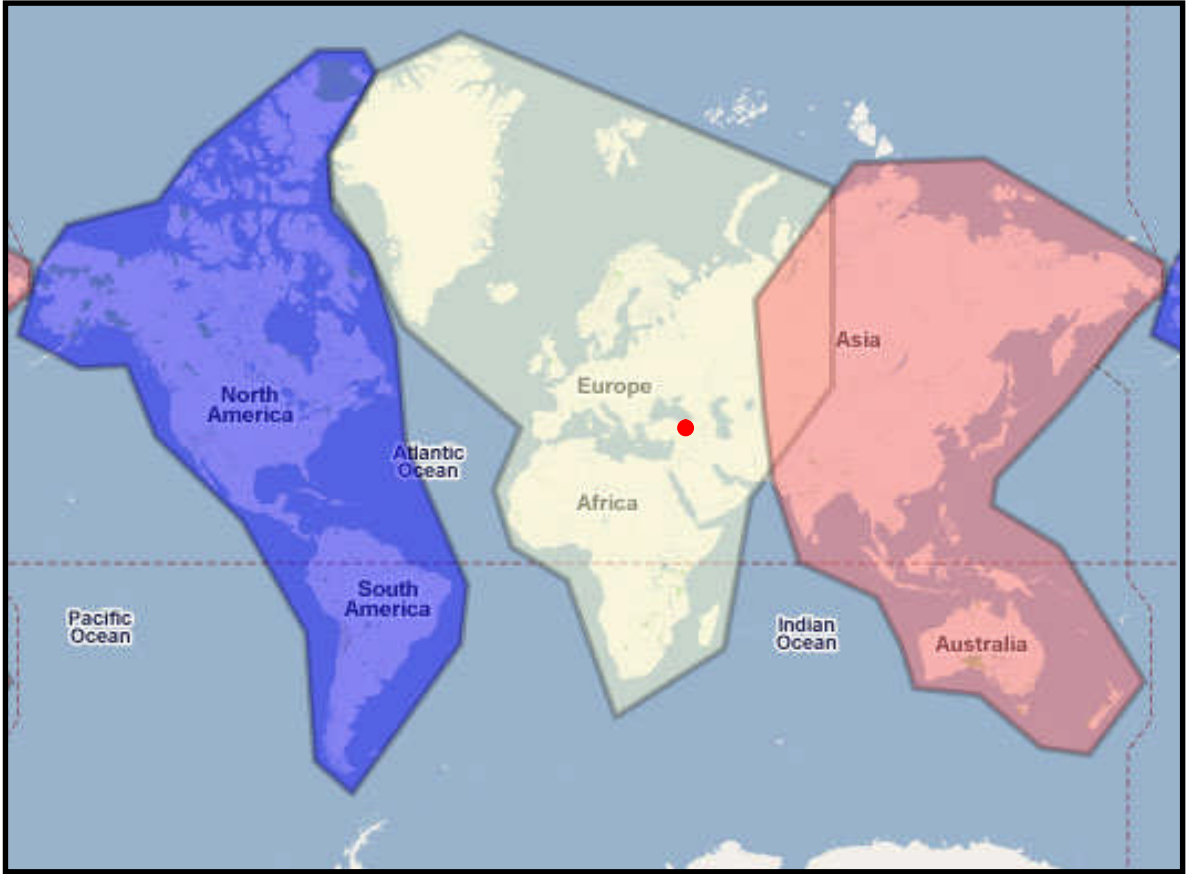 Asia
Europe
North
America
Atlantic
Ocean
Africa
South
America
Pacific
Ocean
Indian
Ocean
Australia